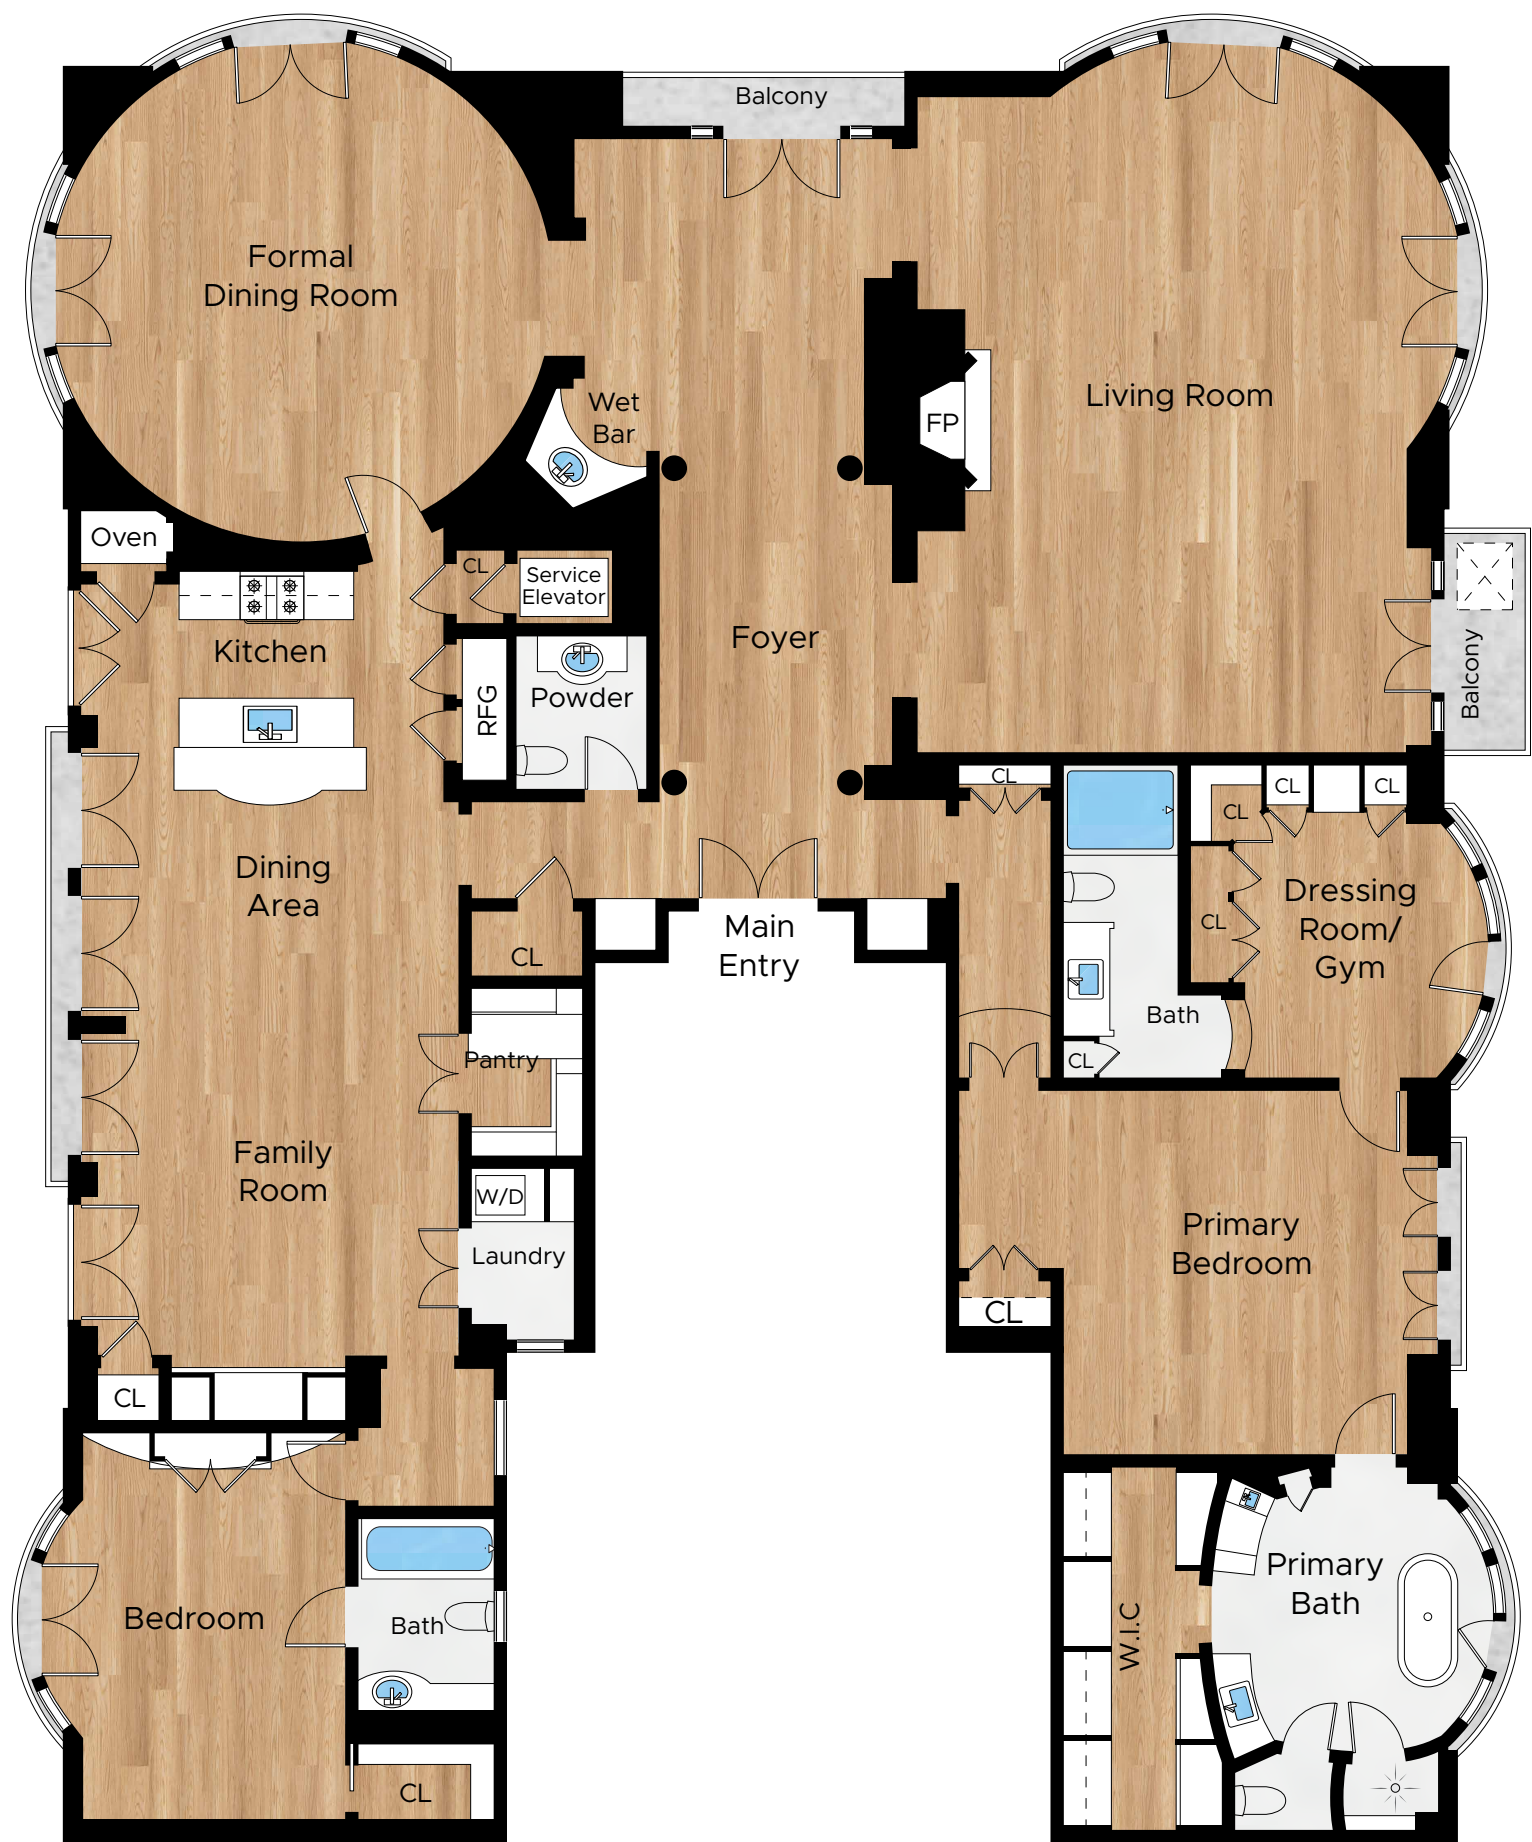 Balcony
Formal
Dining Room
Wet
Bar
Living Room
FP
Oven
CL
Service
Elevator
Kitchen
Foyer
Balcony
RFG
Powder
CL
CL
CL
CL
Dining
Area
Dressing
Room/
Gym
CL
Main
Entry
CL
Bath
CL
Pantry
Family
Room
W/D
Laundry
Primary
Bedroom
CL
CL
Primary
Bath
Bedroom
Bath
W.I.C
CL